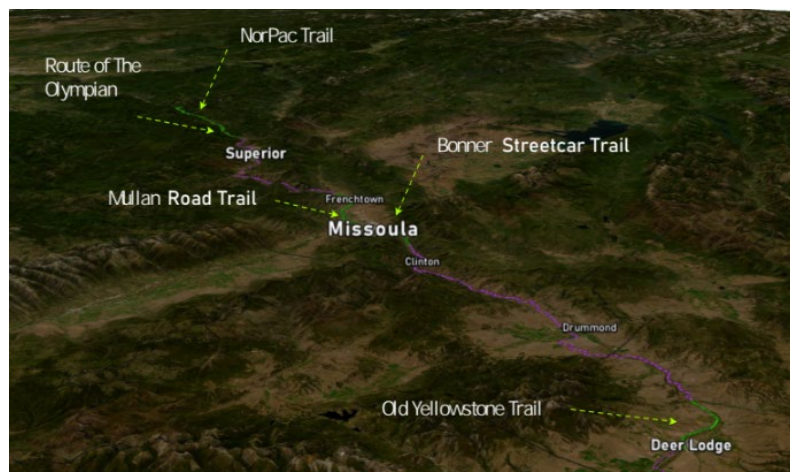 NorPac Trail
Route of The
Olympian
Superior
Bonner Streetcar Trail
Mullan Road Trail
Frenchtown
Missoula
Clinton
Drummond
Old Yellowstone Trail
Deer Lodge